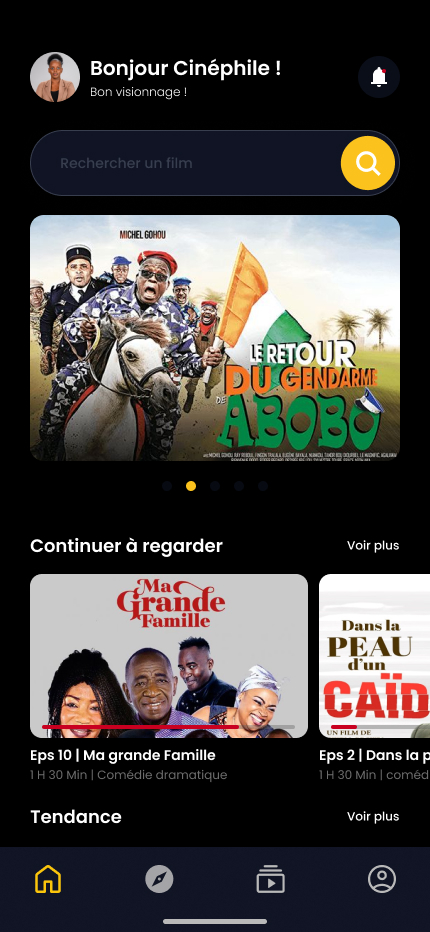 Bonjour Cinéphile !
Bon visionnage !
Rechercher un film
MICHEL GOHOU
LE RETOUR
DU GENDARME
DE ABOBO
Continuer à regarder
Voir plus
Ma
Grande
Famille
Dans la
PEAU
d'un
CAÏD
UN FILM DE
Eps 10 | Ma grande Famille
1 H 30 Min | Comédie dramatique
Eps 2 | Dans la p
1 H 30 Min | coméd
Tendance
Voir plus